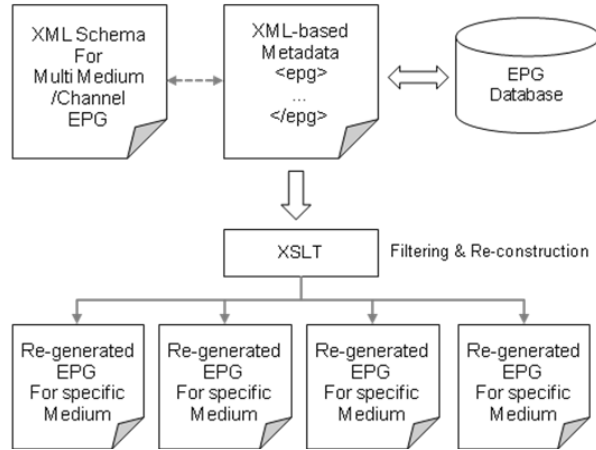 XML Schema
For
Multi Medium
/Channel
EPG
XML-based
Metadata
<epg>
...
</epg>
EPG
Database
XSLT
Filtering & Re-construction
Re-generated
EPG
For specific
Medium
Re-generated
EPG
For specific
Medium
Re-generated
EPG
For specific
Medium
Re-generated
EPG
For specific
Medium